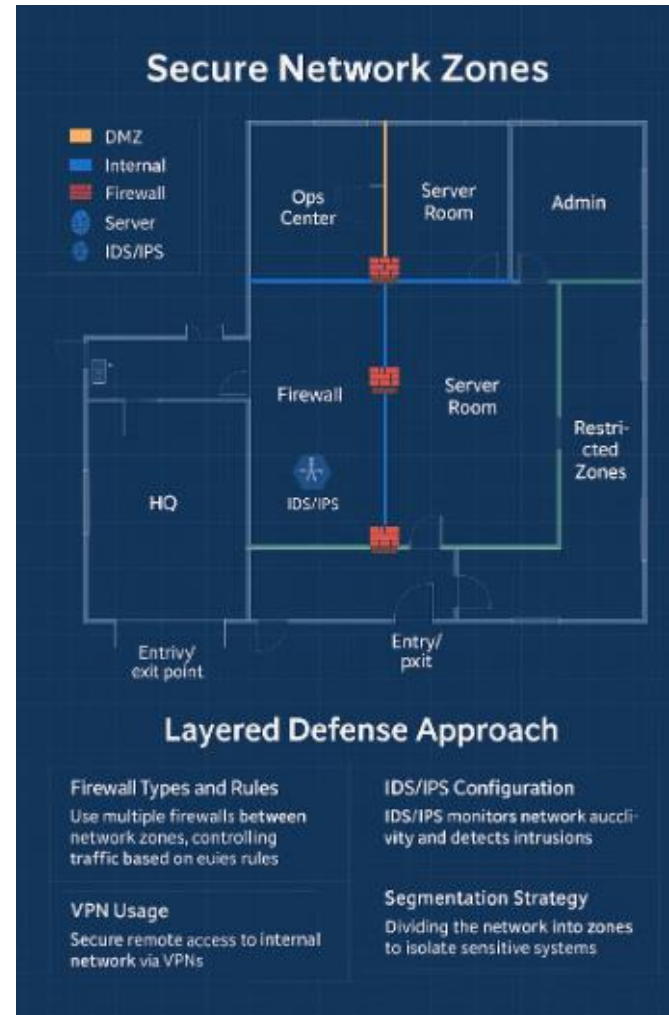 Secure Network Zones
DMZ
Internal
Firewall
Server
IDS/IPS
Ops
Center
Server
Room
Admin
Firewall
Server
Room
Restri-
cted
Zones
IDS/IPS
HQ
Entrivy/
exit point
Entry/
pxit
Layered Defense Approach
Firewall Types and Rules
Use multiple firewalls between
network zones, controlling
traffic based on euies rules
IDS/IPS Configuration
IDS/IPS monitors network auccli-
vity and detects intrusions
VPN Usage
Secure remote access to internal
network via VPNs
Segmentation Strategy
Dividing the network into zones
to isolate sensitive systems